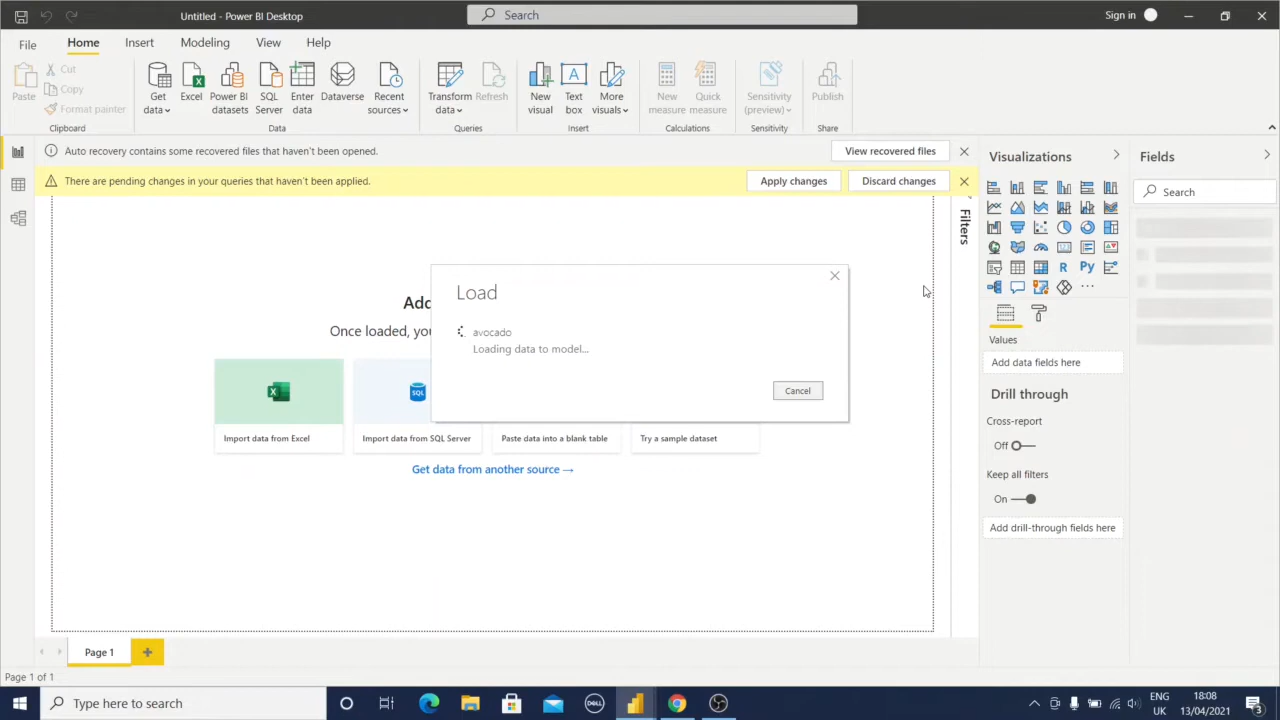 Untitled - Power BI Desktop
Search
Sign in
File
Home
Insert
Modeling
View
Help
Paste
Cut
Copy
Format painter
Clipboard
Get data
Excel
Power BI datasets
SQL Server
Enter data
Dataverse
Recent sources
Data
Transform data
Refresh
Queries
New visual
Text box
More visuals
Insert
New measure
Quick measure
Calculations
Sensitivity (preview)
Sensitivity
Publish
Share
Auto recovery contains some recovered files that haven't been opened.
View recovered files
There are pending changes in your queries that haven't been applied.
Apply changes
Discard changes
Filters
Visualizations
R
Py
Values
Add data fields here
Drill through
Cross-report
Off
Keep all filters
On
Add drill-through fields here
Fields
Search
Add
Once loaded, you
Load
avocado
Loading data to model...
Cancel
SQL
Import data from Excel
Import data from SQL Server
Paste data into a blank table
Try a sample dataset
Get data from another source →
Page 1
Page 1 of 1
Type here to search
DELL
ENG
UK
18:08
13/04/2021
3